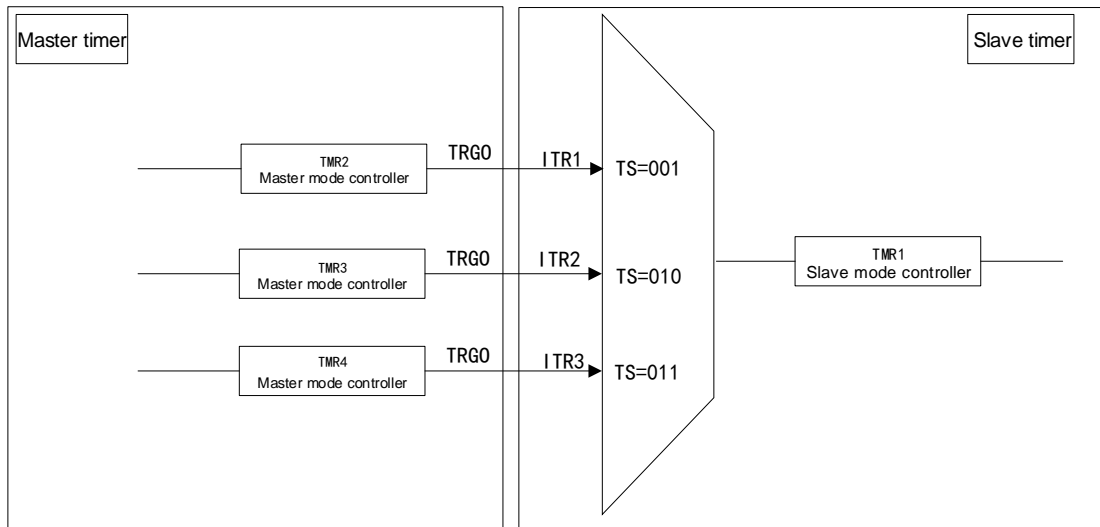 Master timer
Slave timer
TMR2
Master mode controller
TRGO
ITR1
TS=001
TMR3
Master mode controller
TRGO
ITR2
TS=010
TMR1
Slave mode controller
TMR4
Master mode controller
TRGO
ITR3
TS=011